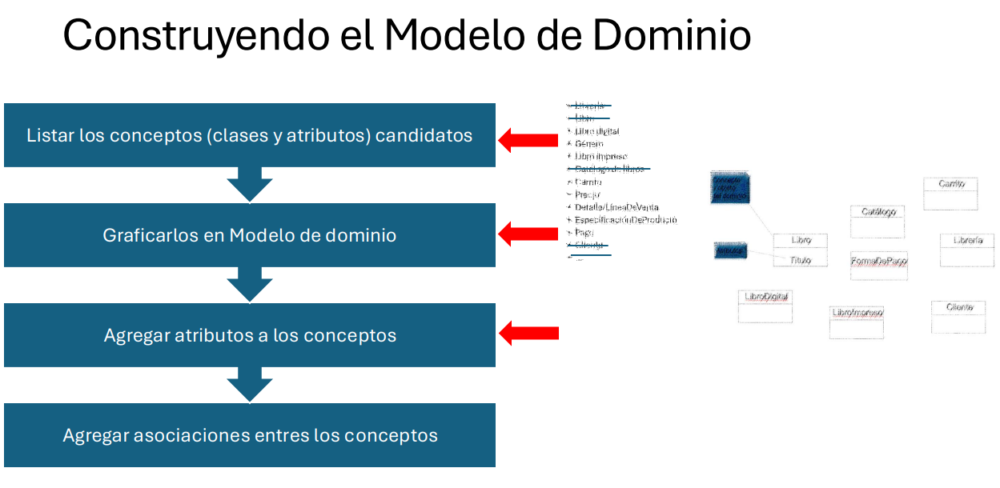 Construyendo el Modelo de Dominio
Listar los conceptos (clases y atributos) candidatos
Graficarlos en Modelo de dominio
Agregar atributos a los conceptos
Agregar asociaciones entres los conceptos
Librería
Libro
Libro digital
Género
Libro impreso
Catálogo de libros
Carrito
Precio
Detalle/LíneaDeVenta
EspecificaciónDeProducto
Pago
Cliente
...
Concepto
u objeto
del dominio
Atributos
Libro
Título
Catálogo
Carrito
FormaDePago
Librería
LibroDigital
LibroImpreso
Cliente